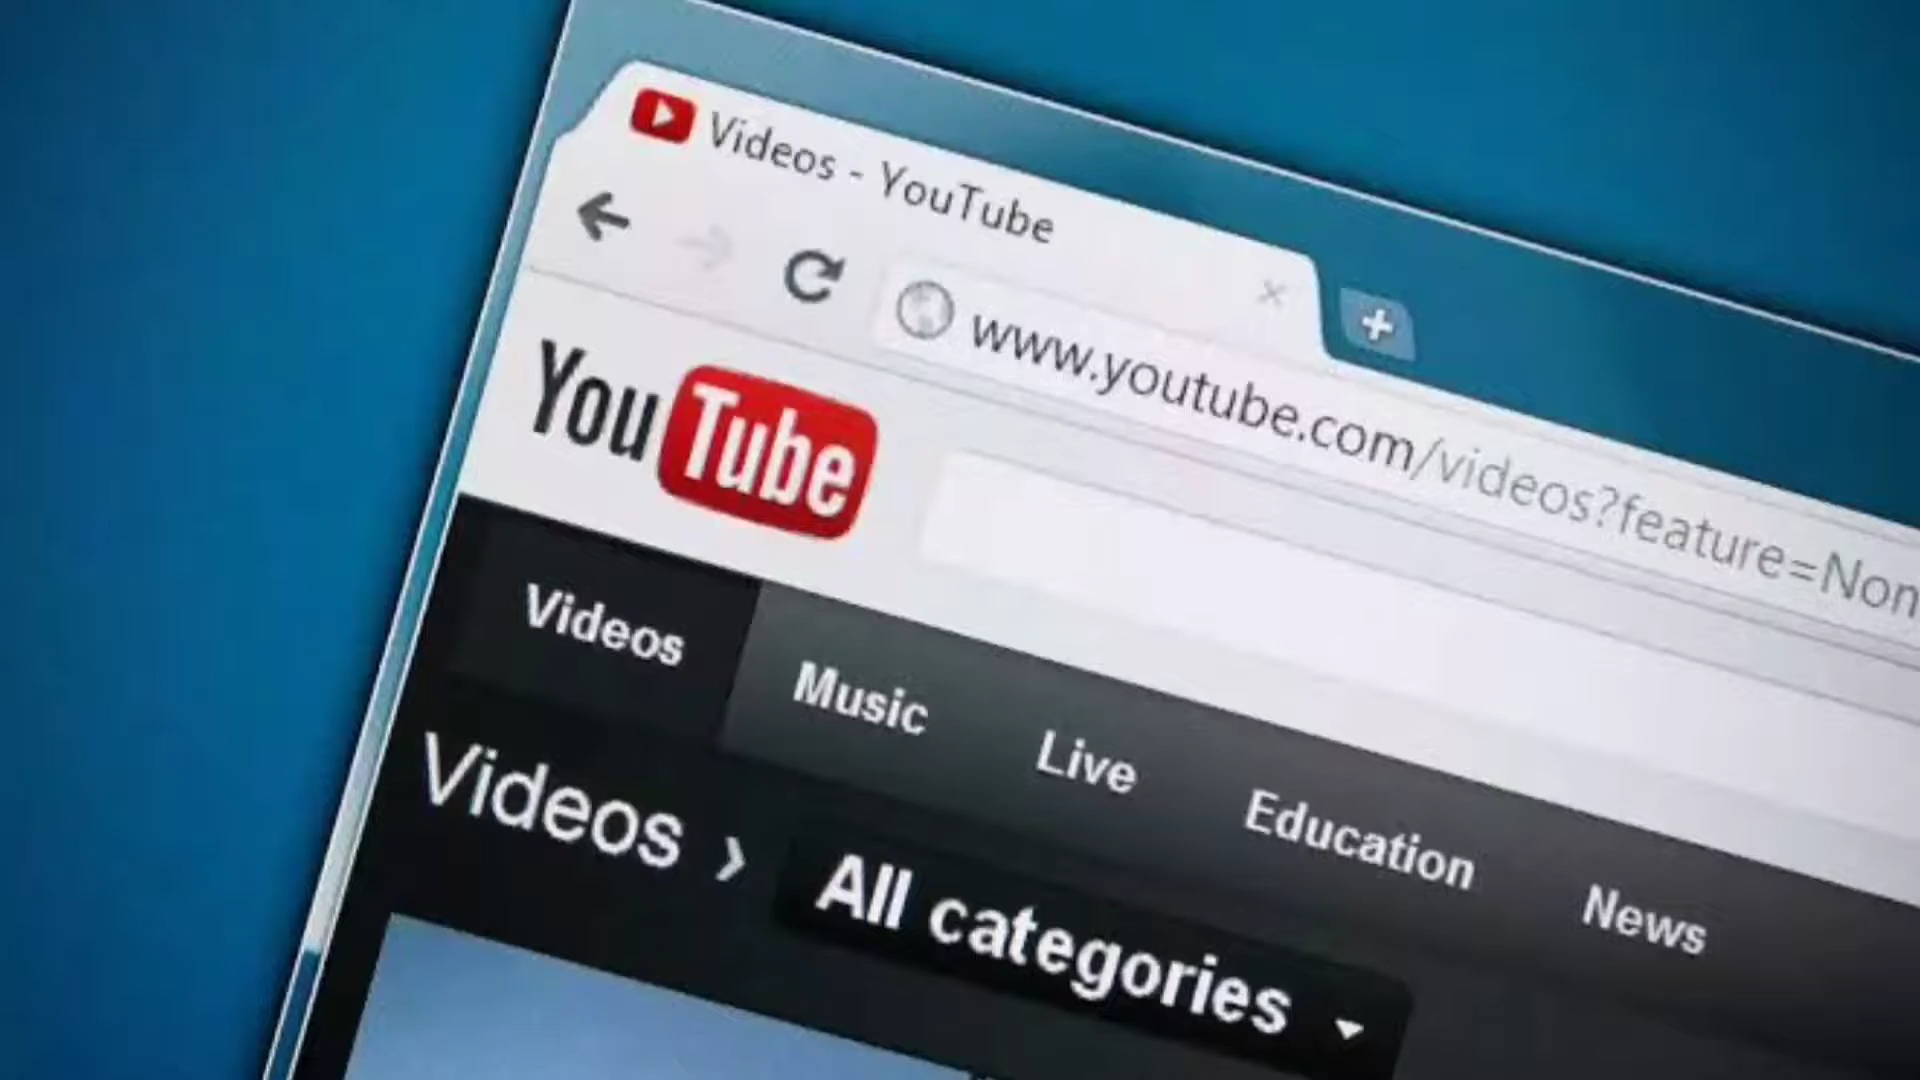 Videos - YouTube
www.youtube.com/videos?feature=Non
YouTube
Videos Music Live Education News
Videos › All categories